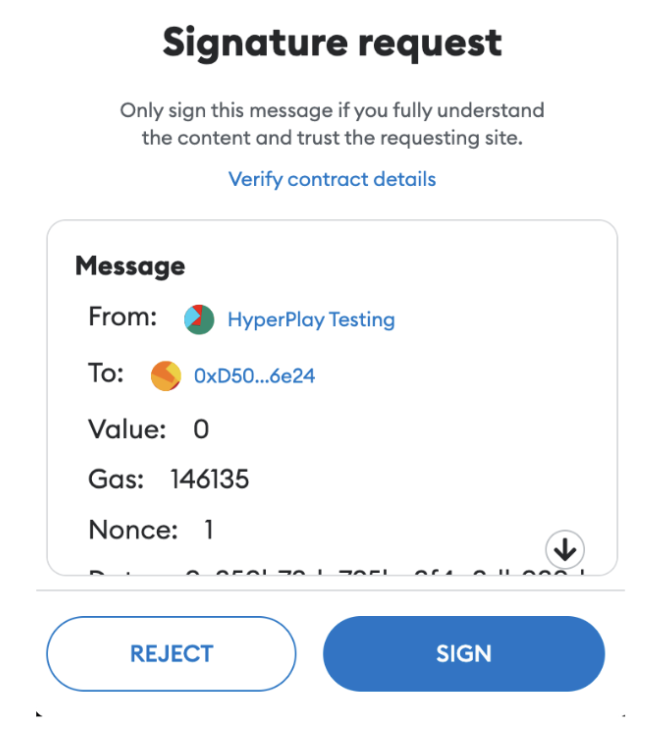 Signature request
Only sign this message if you fully understand
the content and trust the requesting site.
Verify contract details
Message
From: HyperPlay Testing
To: 0xD50...6e24
Value: 0
Gas: 146135
Nonce: 1
REJECT SIGN